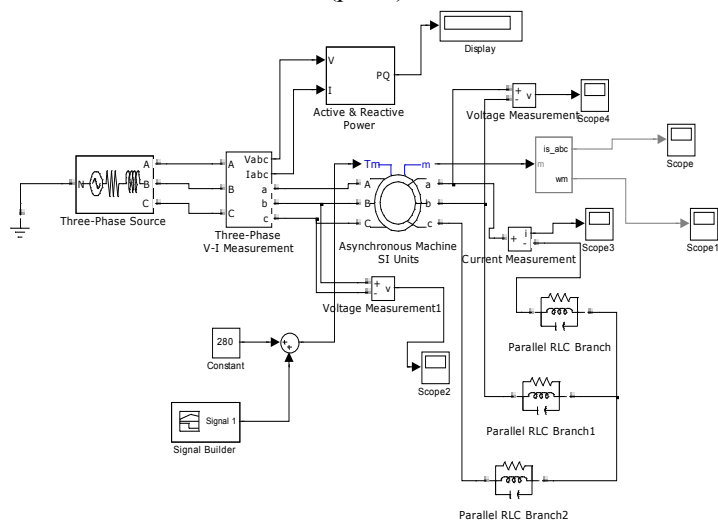 Display
V
I
PQ
Active & Reactive
Power
+
-
v
Voltage Measurement
Scope4
is_abc
m
wm
Scope
Scope1
N
A
B
C
Three-Phase Source
A
B
C
Vabc
Iabc
a
b
c
Three-Phase
V-I Measurement
Tm
m
A
B
C
a
b
c
Asynchronous Machine
SI Units
+
i
-
Current Measurement
Scope3
+
-
v
Voltage Measurement1
Scope2
280
Constant
+
+
Signal 1
Signal Builder
Parallel RLC Branch
Parallel RLC Branch1
Parallel RLC Branch2